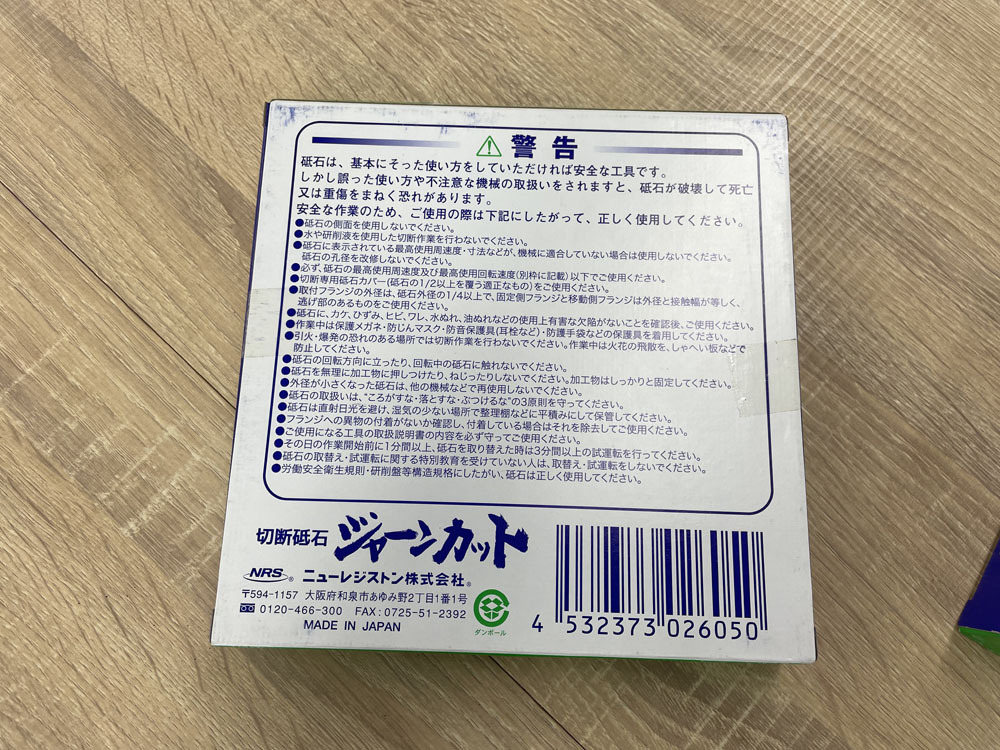 警告
砥石は、基本にそった使い方をしていただければ安全な工具です。
しかし誤った使い方や不注意な機械の取扱いをされますと、砥石が破壊して死亡
又は重傷をまねく恐れがあります。
安全な作業のため、ご使用の際は下記にしたがって、正しく使用してください。
●砥石の側面を使用しないでください。
●水や研削液を使用した切断作業を行わないでください。
●砥石に表示されている最高使用周速度・寸法などが、機械に適合していない場合は使用しないでください。
砥石の孔径を改修しないでください。
●必ず、砥石の最高使用周速度及び最高使用回転速度(別枠に記載)以下でご使用ください。
●切断専用砥石カバー(砥石の1/2以上を覆う適正なもの)をご使用ください。
●取付フランジの外径は、砥石外径の1/4以上で、固定側フランジと移動側フランジは外径と接触幅が等しく、
逃げ部のあるものをご使用ください。
●砥石に、カケ、ひずみ、ヒビ、ワレ、水ぬれ、油ぬれなどの使用上有害な欠陥がないことを確認後、ご使用ください。
●作業中は保護メガネ・防じんマスク・防音保護具(耳栓など)・防護手袋などの保護具を着用してください。
●引火・爆発の恐れのある場所では切断作業を行わないでください。作業中は火花の飛散を、しゃへい板などで
防止してください。
●砥石の回転方向に立ったり、回転中の砥石に触れないでください。
●砥石を無理に加工物に押しつけたり、ねじったりしないでください。加工物はしっかりと固定してください。
●外径が小さくなった砥石は、他の機械などで再使用しないでください。
●砥石の取扱いは、“ころがすな・落とすな・ぶつけるな”の3原則を守ってください。
●砥石は直射日光を避け、湿気の少ない場所で整理棚などに平積みにして保管してください。
●フランジへの異物の付着がないか確認し、付着している場合はそれを除去してご使用ください。
●ご使用になる工具の取扱説明書の内容を必ず守ってご使用ください。
●その日の作業開始前に1分間以上、砥石を取り替えた時は3分間以上の試運転を行ってください。
●砥石の取替え・試運転に関する特別教育を受けていない人は、取替え・試運転をしないでください。
●労働安全衛生規則・研削盤等構造規格にしたがい、砥石は正しく使用してください。
切断砥石 ジャーンカット
NRS® ニューレジストン株式会社®
〒594-1157 大阪府和泉市あゆみ野2丁目1番1号
0120-466-300 FAX:0725-51-2392
MADE IN JAPAN
ダンボール
4 532373 026050